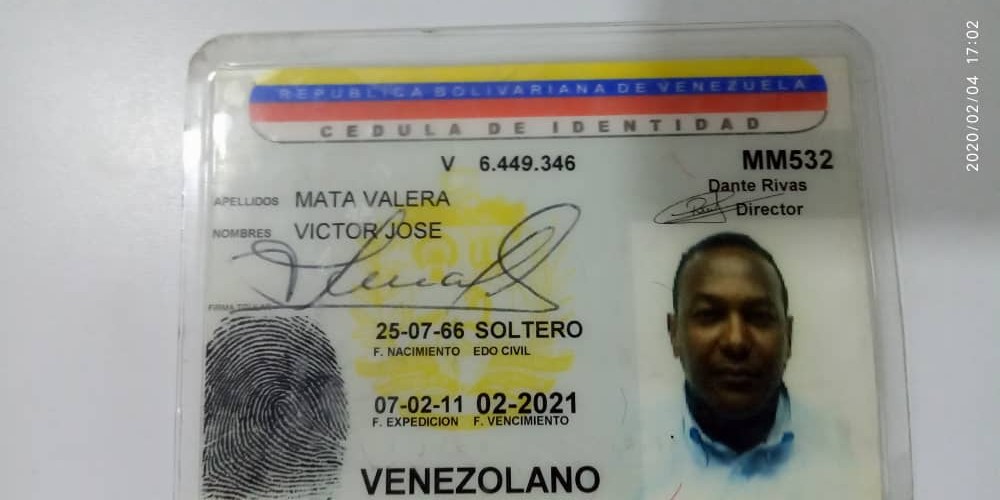 REPUBLICA BOLIVARIANA DE VENEZUELA
CEDULA DE IDENTIDAD
V 6.449.346
MM532
Dante Rivas
Director
APELLIDOS MATA VALERA
NOMBRES VICTOR JOSE
FIRMA TITULAR
25-07-66 SOLTERO
F. NACIMIENTO EDO CIVIL
07-02-11 02-2021
F. EXPEDICION F. VENCIMIENTO
VENEZOLANO
2020/02/04 17:02